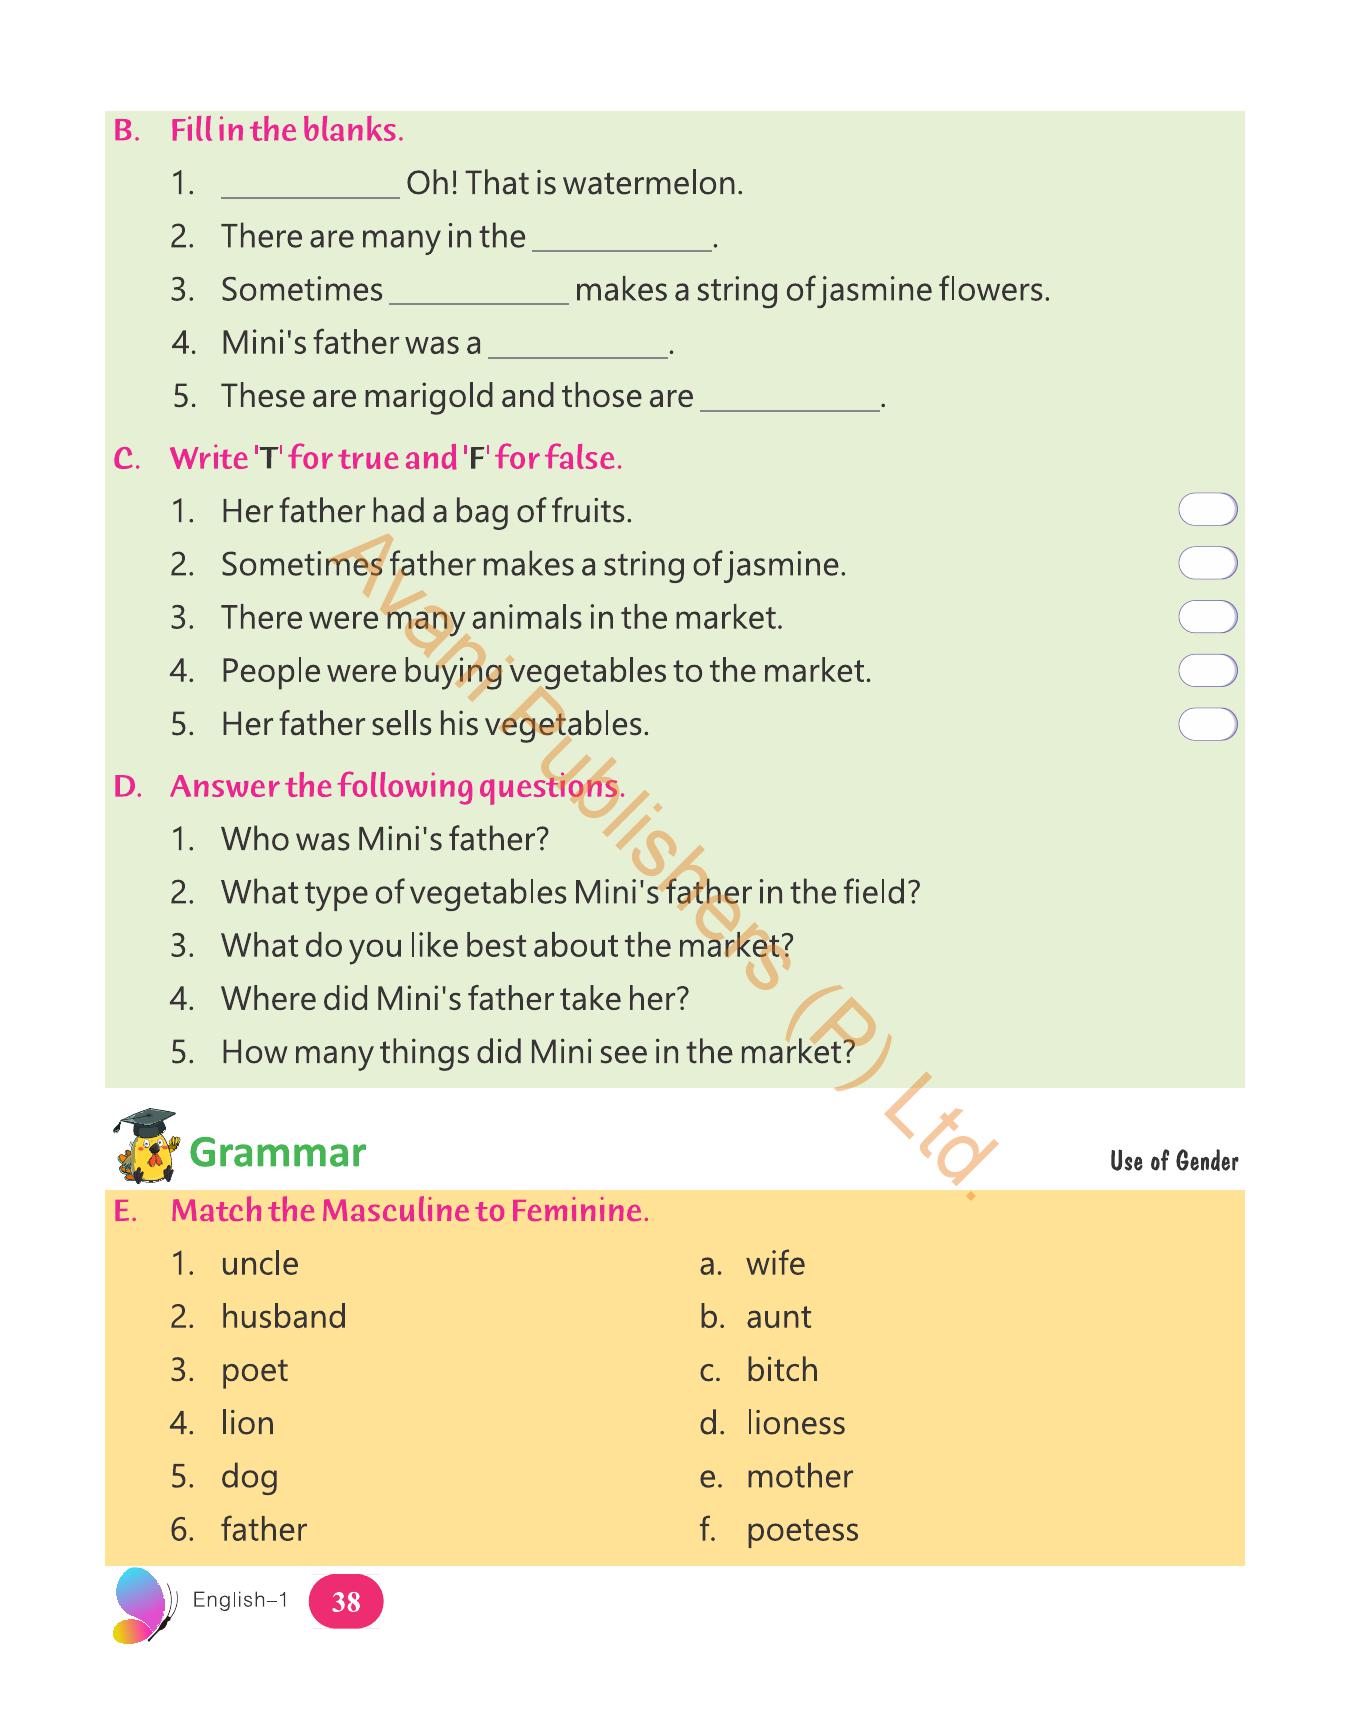 B. Fill in the blanks.
1. ___________ Oh! That is watermelon.
2. There are many in the ___________.
3. Sometimes ___________ makes a string of jasmine flowers.
4. Mini's father was a ___________.
5. These are marigold and those are ___________.
C. Write 'T' for true and 'F' for false.
1. Her father had a bag of fruits.
2. Sometimes father makes a string of jasmine.
3. There were many animals in the market.
4. People were buying vegetables to the market.
5. Her father sells his vegetables.
D. Answer the following questions.
1. Who was Mini's father?
2. What type of vegetables Mini's father in the field?
3. What do you like best about the market?
4. Where did Mini's father take her?
5. How many things did Mini see in the market?
Avani Publishers (P) Ltd.
Grammar Use of Gender
E. Match the Masculine to Feminine.
1. uncle a. wife
2. husband b. aunt
3. poet c. bitch
4. lion d. lioness
5. dog e. mother
6. father f. poetess
English–1 38